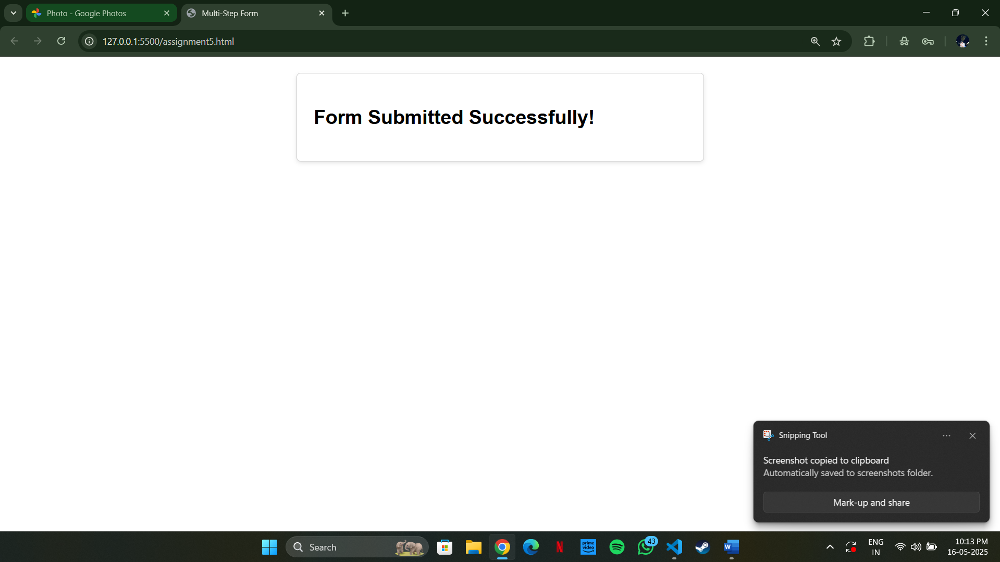 Photo - Google Photos
Multi-Step Form
127.0.0.1:5500/assignment5.html
Form Submitted Successfully!
Snipping Tool
Screenshot copied to clipboard
Automatically saved to screenshots folder.
Mark-up and share
Search
N
prime video
43
W
ENG
IN
10:13 PM
16-05-2025